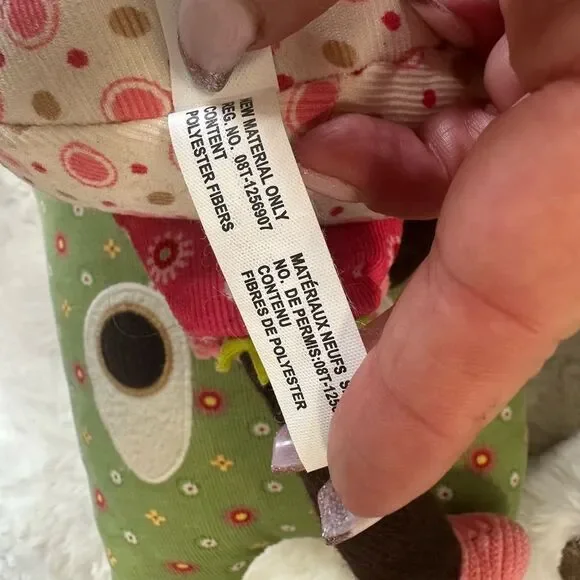 NEW MATERIAL ONLY
REG. NO. 08T-1256907
CONTENT
POLYESTER FIBERS
MATÉRIAUX NEUFS
NO. DE PERMIS:08T-125
CONTENU
FIBRES DE POLYESTER